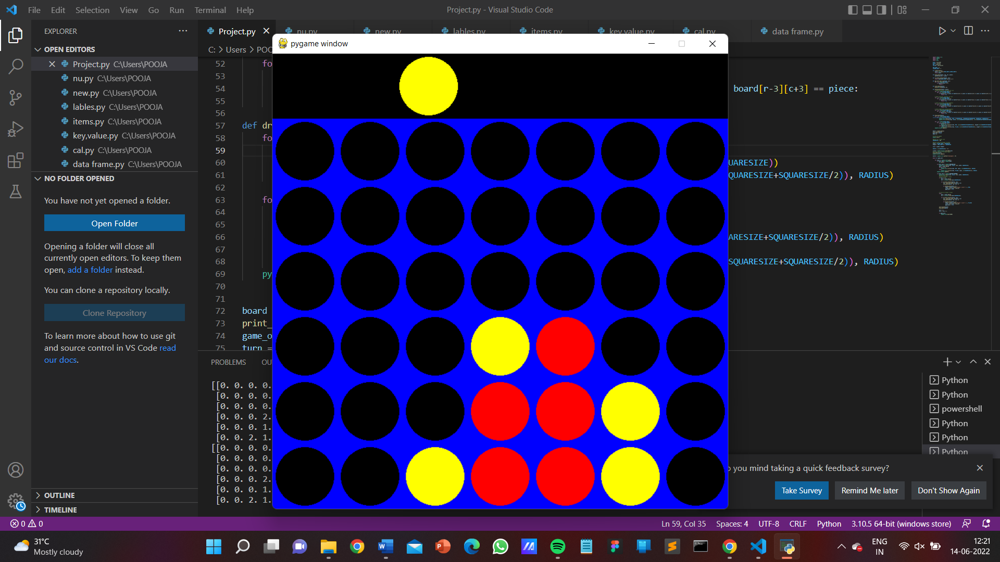 File Edit Selection View Go Run Terminal Help
Project.py - Visual Studio Code
EXPLORER
OPEN EDITORS
Project.py C:\Users\POOJA
nu.py C:\Users\POOJA
new.py C:\Users\POOJA
lables.py C:\Users\POOJA
items.py C:\Users\POOJA
key,value.py C:\Users\POOJA
cal.py C:\Users\POOJA
data frame.py C:\Users\POOJA
NO FOLDER OPENED
You have not yet opened a folder.
Open Folder
Opening a folder will close all
currently open editors. To keep them
open, add a folder instead.
You can clone a repository locally.
Clone Repository
To learn more about how to use git
and source control in VS Code read
our docs.
OUTLINE
TIMELINE
Project.py nu.py new.py lables.py items.py key,value.py cal.py data frame.py
C: > Users > POO
pygame window
52 fo
53
54 board[r-3][c+3] == piece:
55
56
57 def dr
58 fo
59
60 UARESIZE))
61 QUARESIZE+SQUARESIZE/2)), RADIUS)
62
63 fo
64
65
66 ARESIZE+SQUARESIZE/2)), RADIUS)
67
68 SQUARESIZE+SQUARESIZE/2)), RADIUS)
69 py
70
71
72 board
73 print_
74 game_o
75 turn =
PROBLEMS OU
[[0. 0. 0. 0.
[0. 0. 0. 0.
[0. 0. 0. 0.
[0. 0. 0. 2.
[0. 0. 0. 1.
[0. 0. 2. 1.
[[0. 0. 0. 0.
[0. 0. 0. 0.
[0. 0. 0. 0.
[0. 0. 0. 2.
[0. 0. 0. 1.
[0. 0. 2. 1.
Python
Python
powershell
Python
Python
Python
o you mind taking a quick feedback survey?
Take Survey Remind Me later Don't Show Again
0 0
Ln 59, Col 35 Spaces: 4 UTF-8 CRLF Python 3.10.5 64-bit (windows store)
31°C
Mostly cloudy
ENG
IN
12:21
14-06-2022